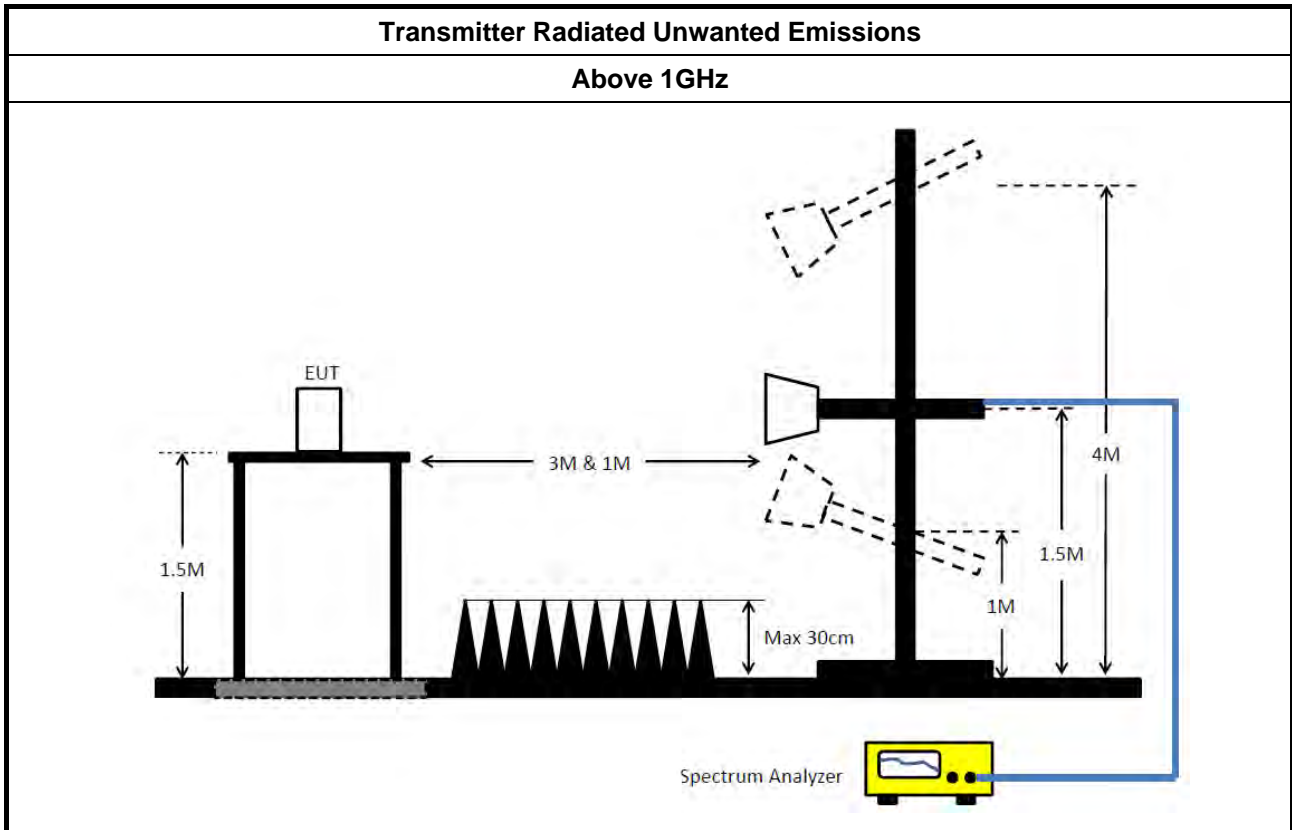 Transmitter Radiated Unwanted Emissions
Above 1GHz
EUT
3M & 1M
4M
1.5M
1.5M
1M
Max 30cm
Spectrum Analyzer